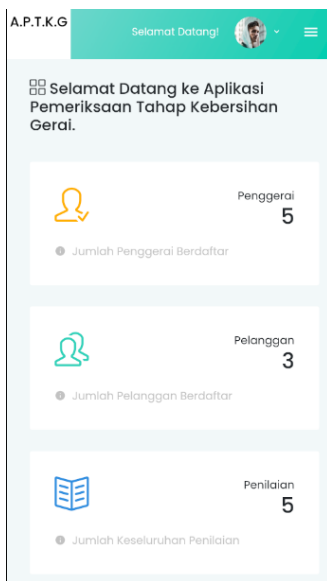 A.P.T.K.G
Selamat Datang!
Selamat Datang ke Aplikasi
Pemeriksaan Tahap Kebersihan
Gerai.
Penggerai
5
Jumlah Penggerai Berdaftar
Pelanggan
3
Jumlah Pelanggan Berdaftar
Penilaian
5
Jumlah Keseluruhan Penilaian